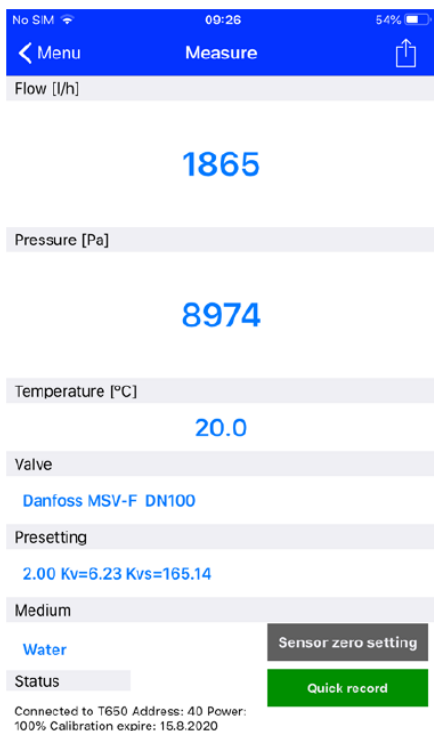 No SIM 09:26 54%
Menu Measure
Flow [l/h]
1865
Pressure [Pa]
8974
Temperature [ºC]
20.0
Valve
Danfoss MSV-F DN100
Presetting
2.00 Kv=6.23 Kvs=165.14
Medium
Water
Sensor zero setting
Status
Quick record
Connected to T650 Address: 40 Power:
100% Calibration expire: 15.8.2020